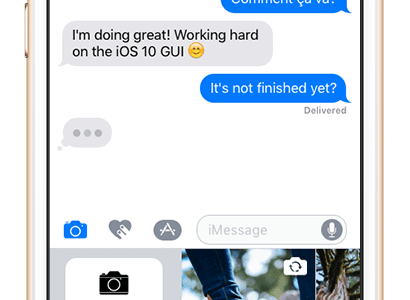 Comment ça va?
I'm doing great! Working hard
on the iOS 10 GUI 😊
It's not finished yet?
Delivered
iMessage